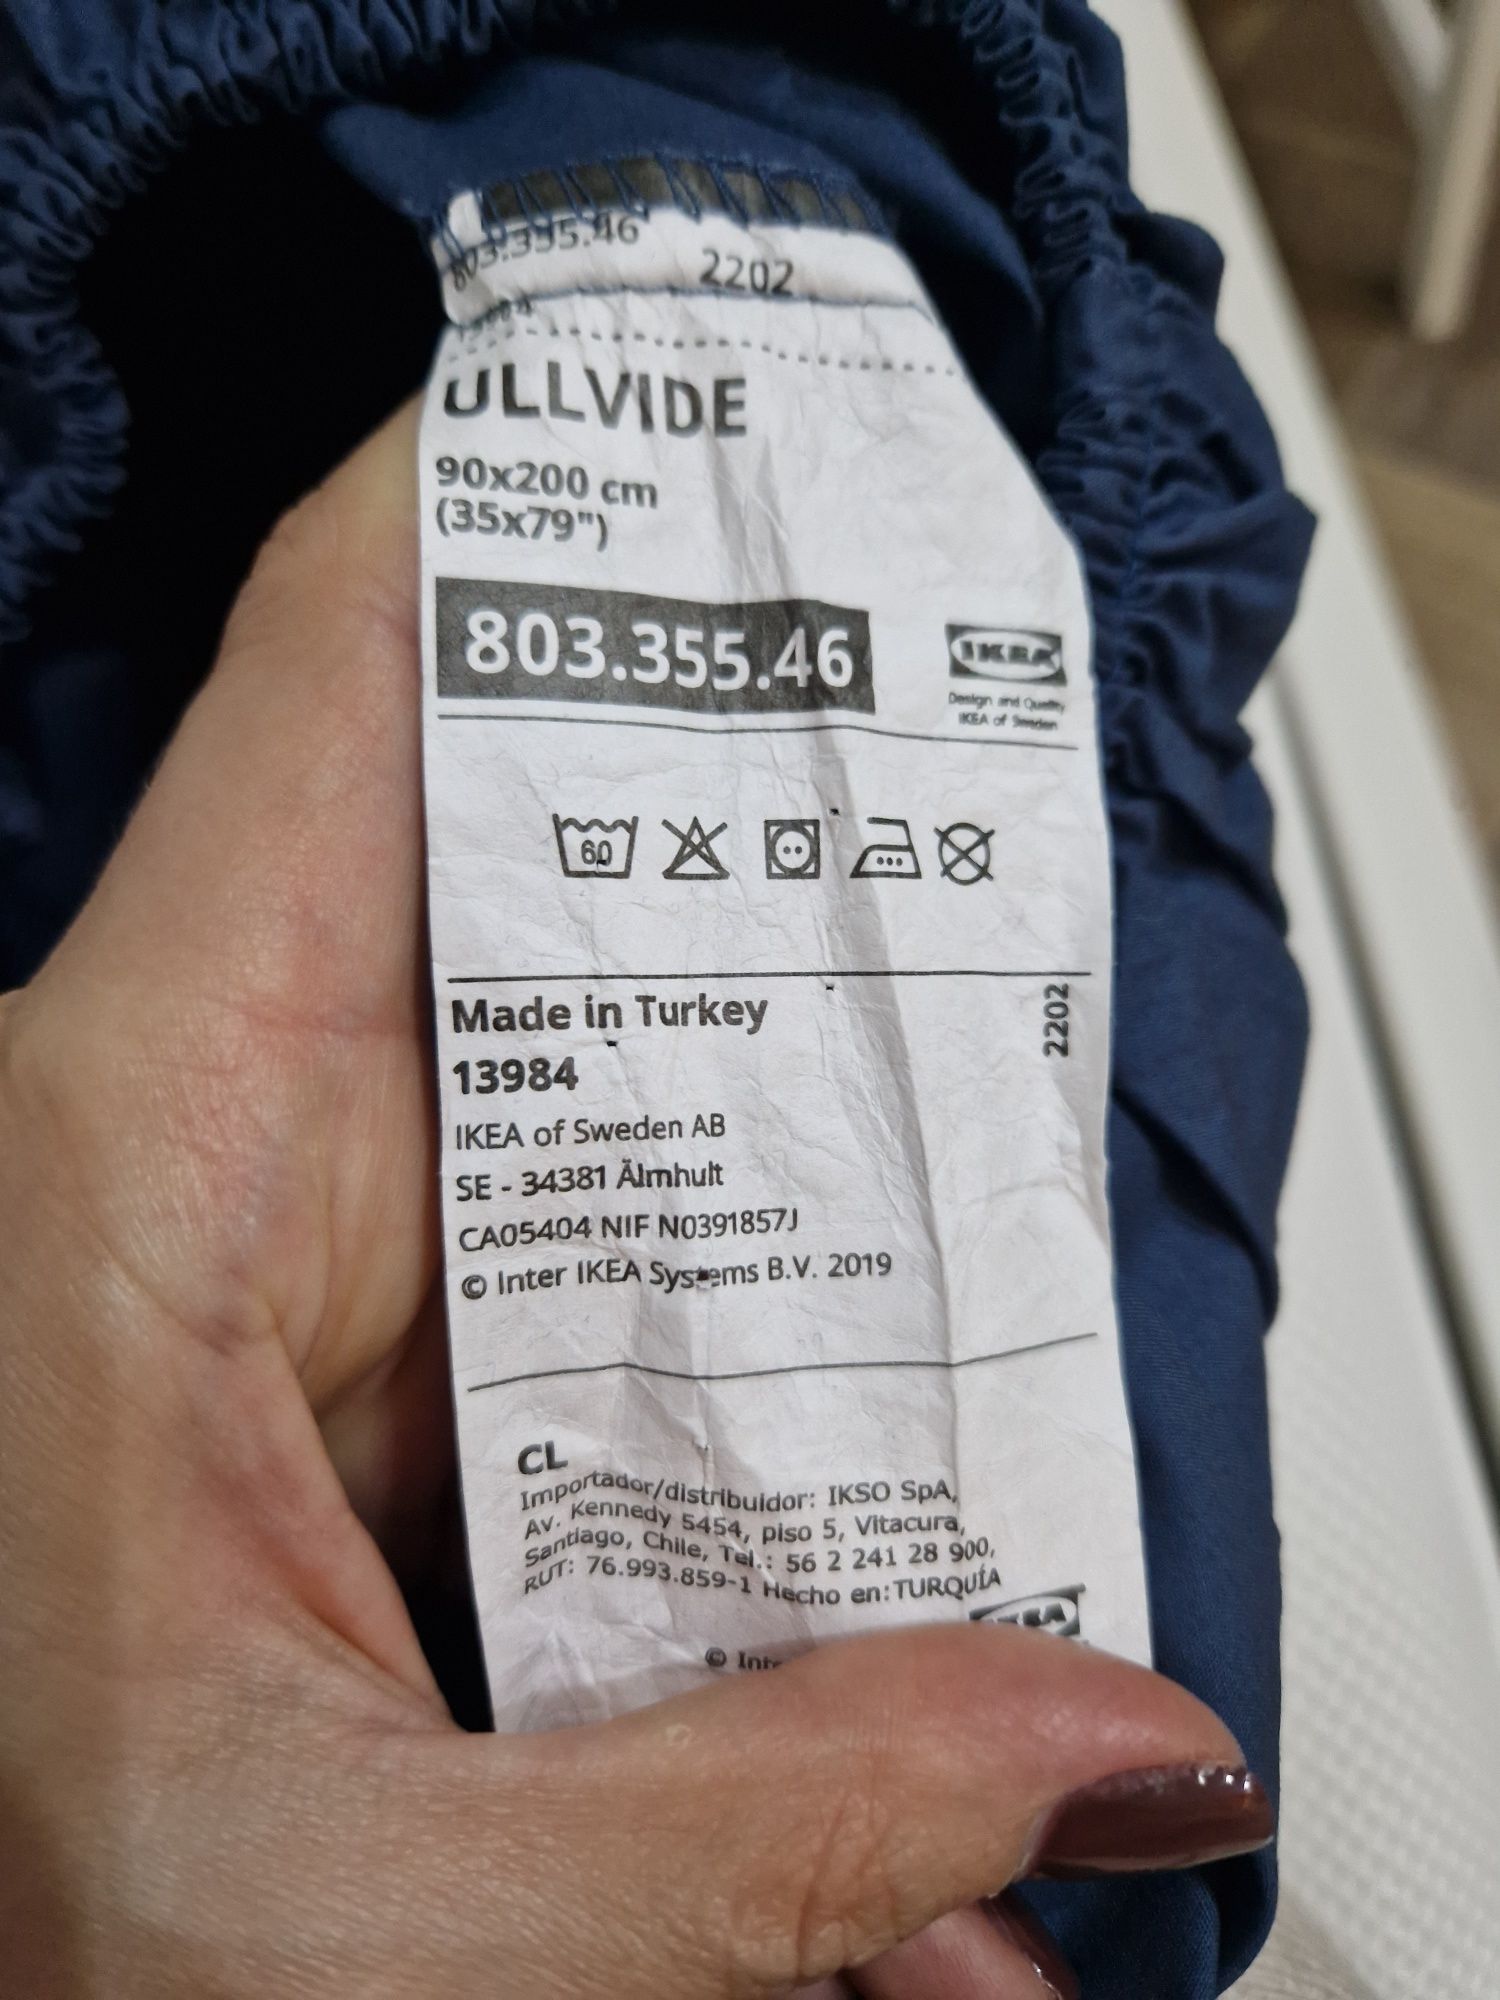 803.355.46
2202
13984
ULLVIDE
90x200 cm
(35x79")
803.355.46
IKEA
Design and Quality
IKEA of Sweden
60
Made in Turkey
2202
13984
IKEA of Sweden AB
SE - 34381 Älmhult
CA05404 NIF N0391857J
© Inter IKEA Systems B.V. 2019
CL
Importador/distribuidor: IKSO SpA,
Av. Kennedy 5454, piso 5, Vitacura,
Santiago, Chile, Tel.: 56 2 241 28 900,
RUT: 76.993.859-1 Hecho en:TURQUÍA
IKEA
© Inte